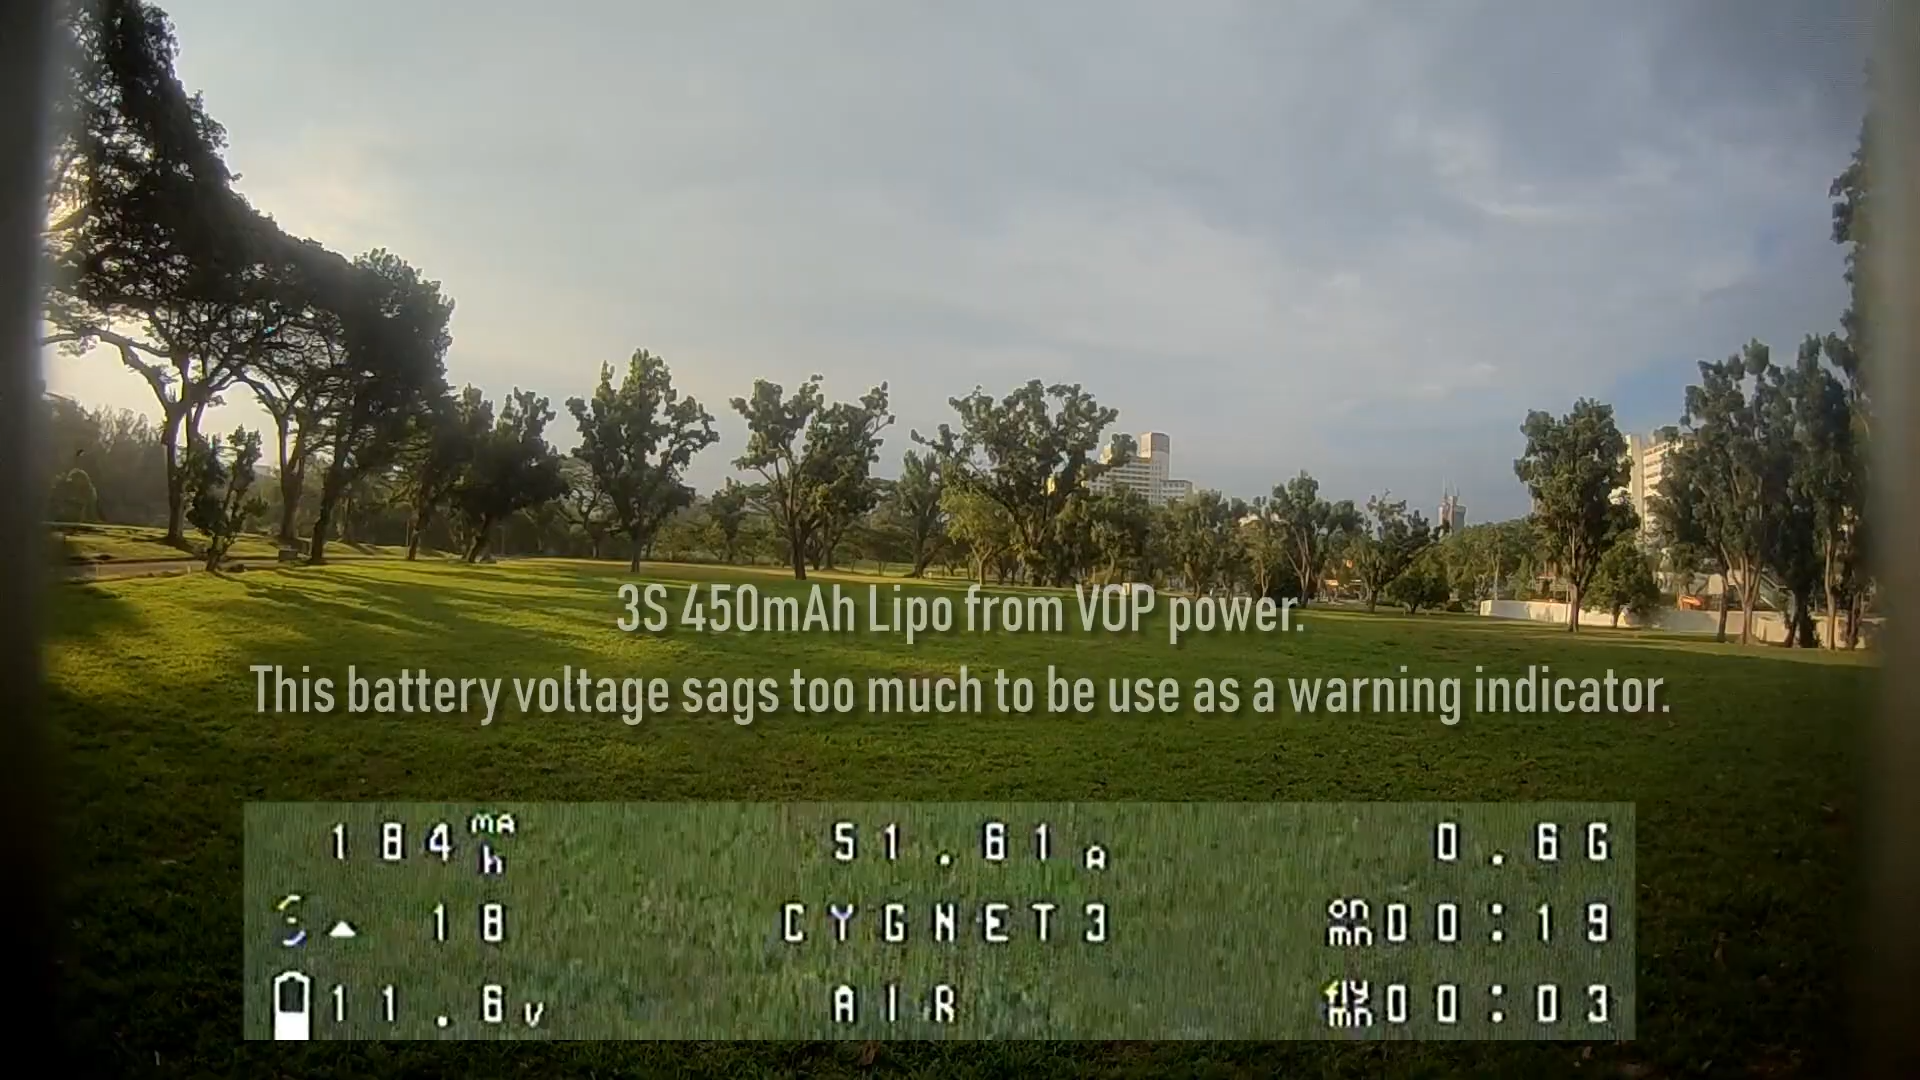 3S 450mAh Lipo from VOP power.
This battery voltage sags too much to be use as a warning indicator.
184 mAh 51.61 A 0.6G
18 CYGNET3 on mn 00:19
11.6 V AIR fly mn 00:03